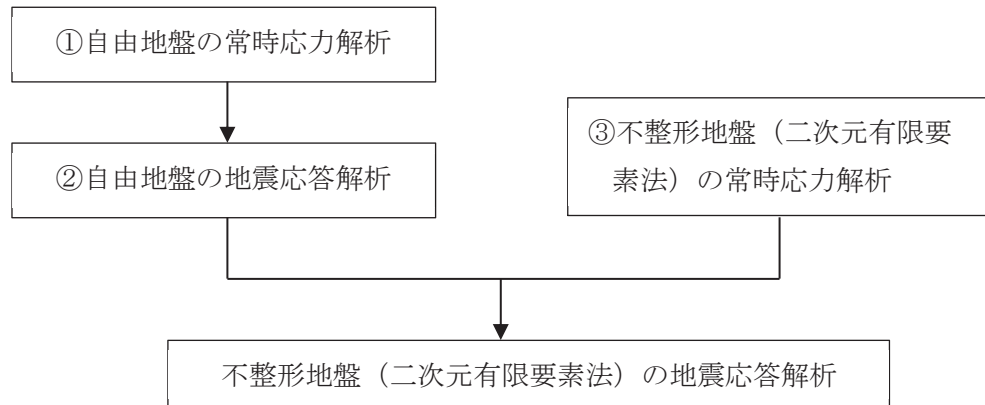 ①自由地盤の常時応力解析
②自由地盤の地震応答解析
③不整形地盤（二次元有限要
素法）の常時応力解析
不整形地盤（二次元有限要素法）の地震応答解析